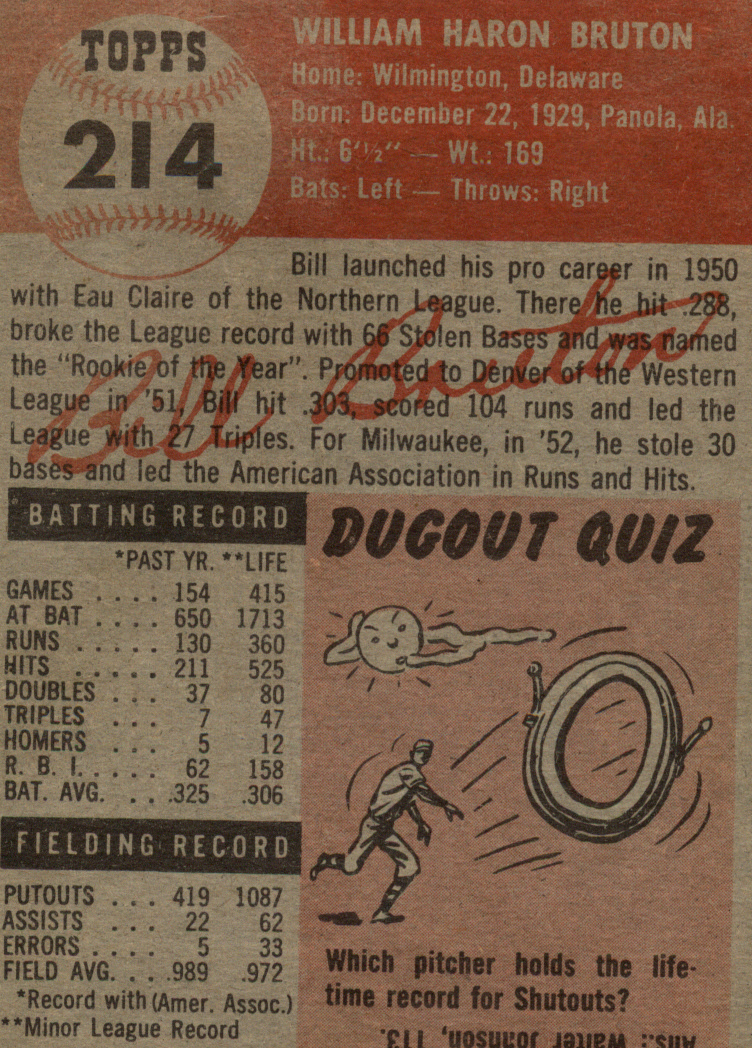 TOPPS
214
WILLIAM HARON BRUTON
Home: Wilmington, Delaware
Born: December 22, 1929, Panola, Ala.
Ht.: 6'½" — Wt.: 169
Bats: Left — Throws: Right
Bill launched his pro career in 1950
with Eau Claire of the Northern League. There he hit .288,
broke the League record with 66 Stolen Bases and was named
the "Rookie of the Year". Promoted to Denver of the Western
League in '51, Bill hit .303, scored 104 runs and led the
League with 27 Triples. For Milwaukee, in '52, he stole 30
bases and led the American Association in Runs and Hits.
Bill Bruton
BATTING RECORD
*PAST YR. **LIFE
GAMES .... 154 415
AT BAT .... 650 1713
RUNS ..... 130 360
HITS ..... 211 525
DOUBLES ... 37 80
TRIPLES ... 7 47
HOMERS ... 5 12
R. B. I. .... 62 158
BAT. AVG. .. .325 .306
FIELDING RECORD
PUTOUTS ... 419 1087
ASSISTS ... 22 62
ERRORS .... 5 33
FIELD AVG. .. .989 .972
*Record with (Amer. Assoc.)
**Minor League Record
DUGOUT QUIZ
Which pitcher holds the life-
time record for Shutouts?
Ans.: Walter Johnson, 113.